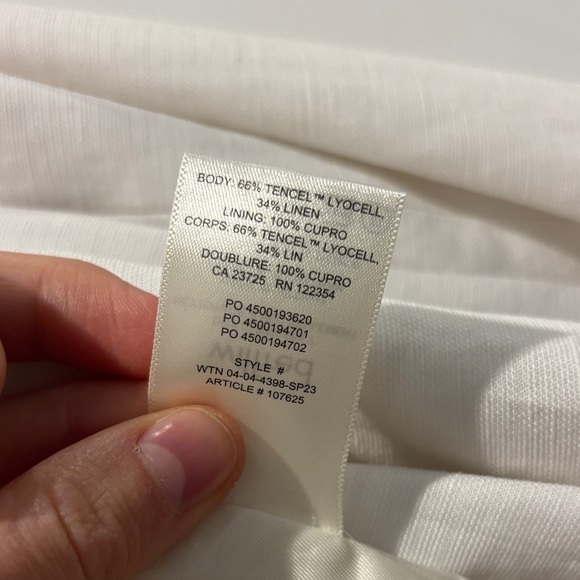 BODY: 66% TENCEL™ LYOCELL,
34% LINEN
LINING: 100% CUPRO
CORPS: 66% TENCEL™ LYOCELL,
34% LIN
DOUBLURE: 100% CUPRO
CA 23725 RN 122354
PO 4500193620
PO 4500194701
PO 4500194702
STYLE #
WTN 04-04-4398-SP23
ARTICLE # 107625